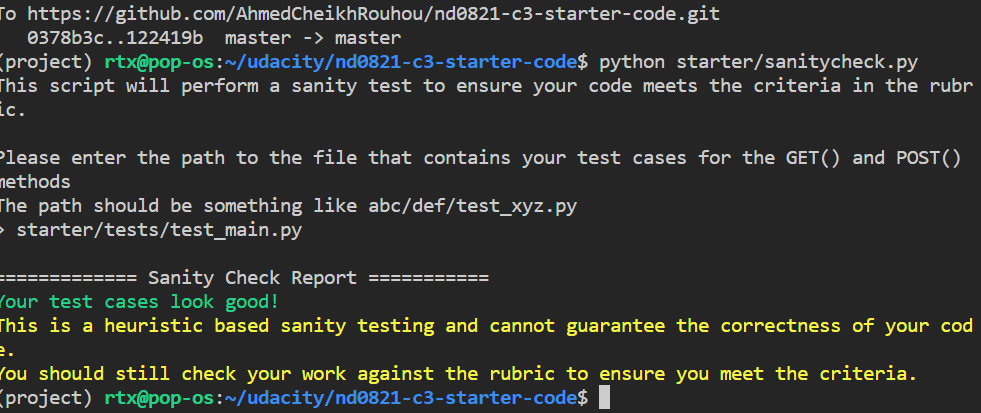 To https://github.com/AhmedCheikhRouhou/nd0821-c3-starter-code.git
   0378b3c..122419b  master -> master
(project) rtx@pop-os:~/udacity/nd0821-c3-starter-code$ python starter/sanitycheck.py
This script will perform a sanity test to ensure your code meets the criteria in the rubr
ic.

Please enter the path to the file that contains your test cases for the GET() and POST()
methods
The path should be something like abc/def/test_xyz.py
> starter/tests/test_main.py

============= Sanity Check Report ===========
Your test cases look good!
This is a heuristic based sanity testing and cannot guarantee the correctness of your cod
e.
You should still check your work against the rubric to ensure you meet the criteria.
(project) rtx@pop-os:~/udacity/nd0821-c3-starter-code$